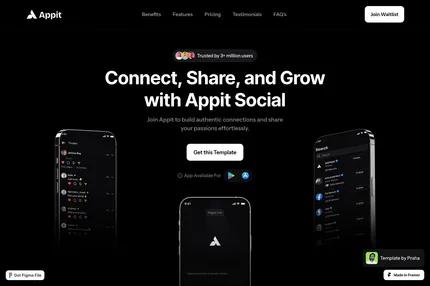 Appit
Benefits
Features
Pricing
Testimonials
FAQ's
Join Waitlist
Trusted by 3+ million users
Connect, Share, and Grow
with Appit Social
Join Appit to build authentic connections and share
your passions effortlessly.
Get this Template
App Available For
Search
Template by Praha
Get Figma File
Made in Framer